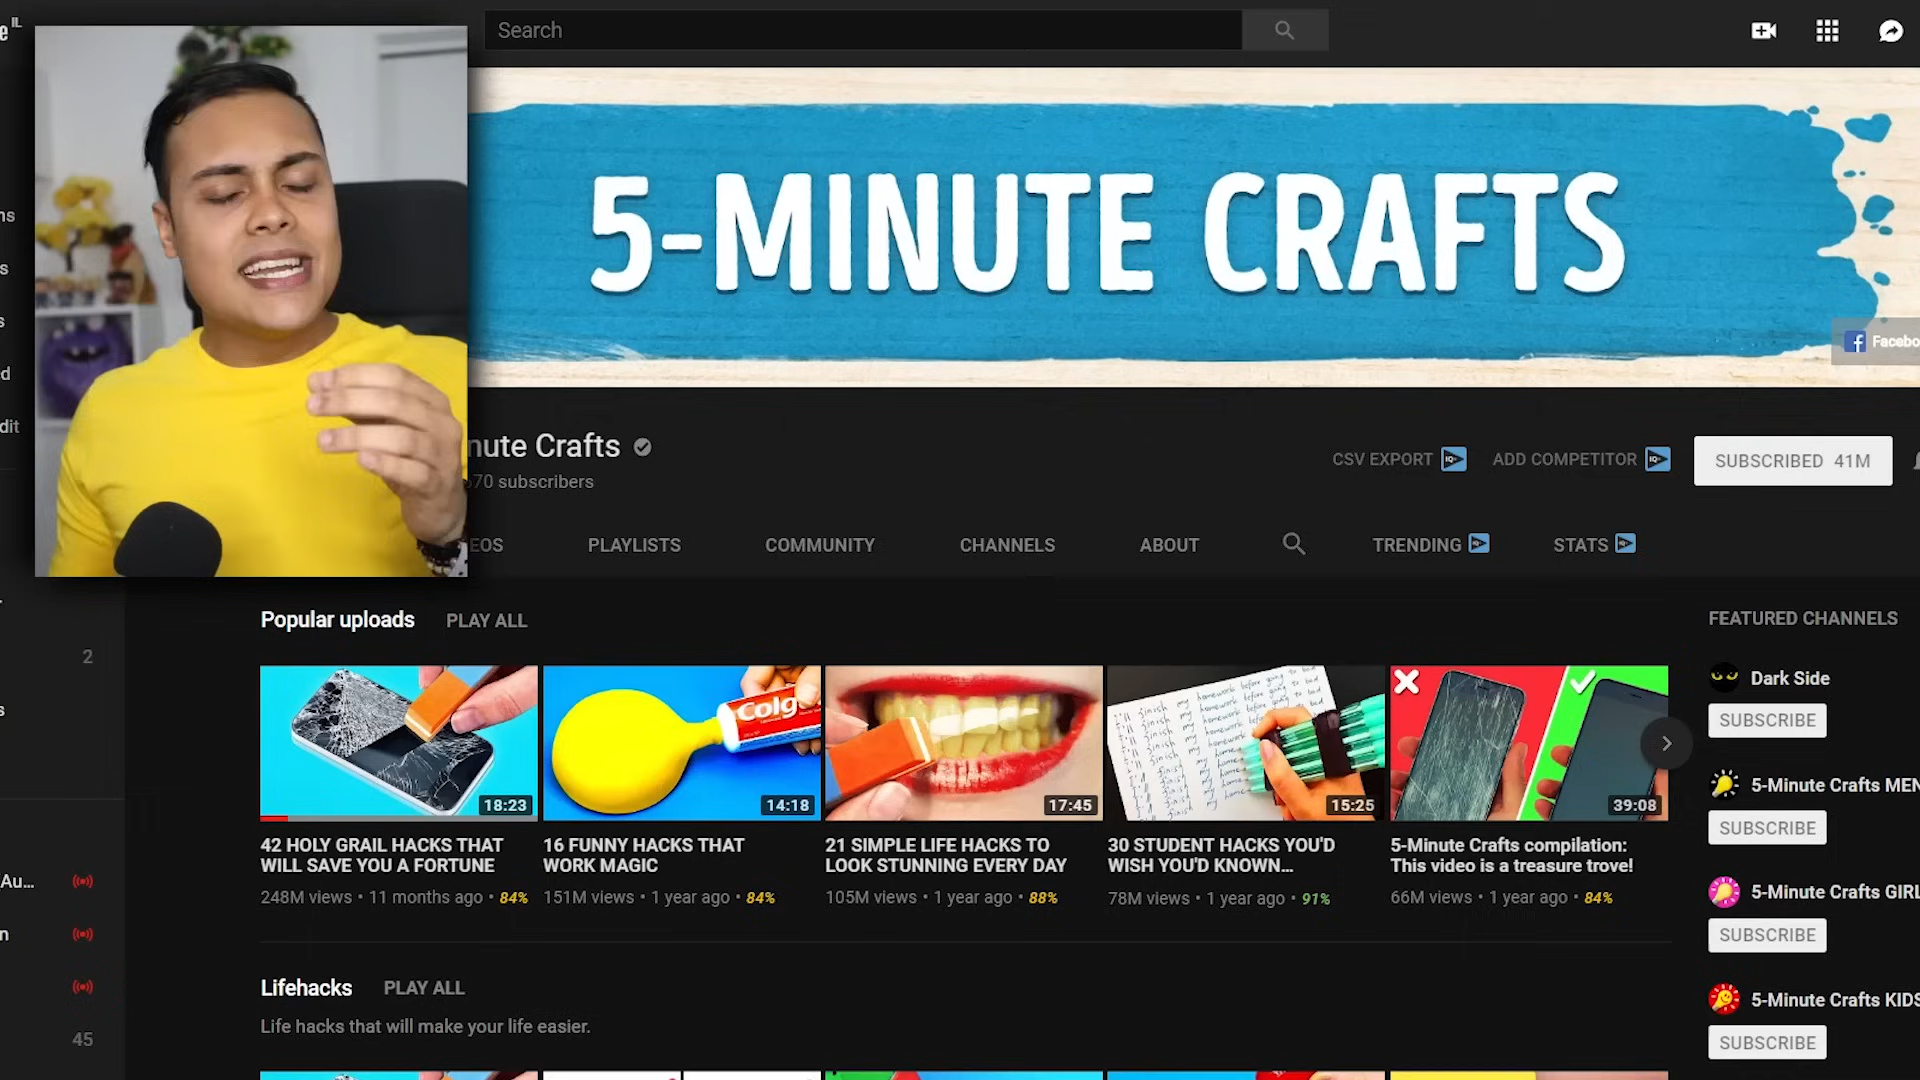 IL
Search
5-MINUTE CRAFTS
Facebo
nute Crafts
70 subscribers
CSV EXPORT
ADD COMPETITOR
SUBSCRIBED 41M
EOS
PLAYLISTS
COMMUNITY
CHANNELS
ABOUT
TRENDING
STATS
ns
s
s
d
dit
2
s
Au...
n
45
Popular uploads PLAY ALL
Colg
18:23
14:18
17:45
15:25
39:08
42 HOLY GRAIL HACKS THAT
WILL SAVE YOU A FORTUNE
248M views • 11 months ago • 84%
16 FUNNY HACKS THAT
WORK MAGIC
151M views • 1 year ago • 84%
21 SIMPLE LIFE HACKS TO
LOOK STUNNING EVERY DAY
105M views • 1 year ago • 88%
30 STUDENT HACKS YOU'D
WISH YOU'D KNOWN...
78M views • 1 year ago • 91%
5-Minute Crafts compilation:
This video is a treasure trove!
66M views • 1 year ago • 84%
Lifehacks PLAY ALL
Life hacks that will make your life easier.
FEATURED CHANNELS
Dark Side
SUBSCRIBE
5-Minute Crafts MEN
SUBSCRIBE
5-Minute Crafts GIRL
SUBSCRIBE
5-Minute Crafts KIDS
SUBSCRIBE